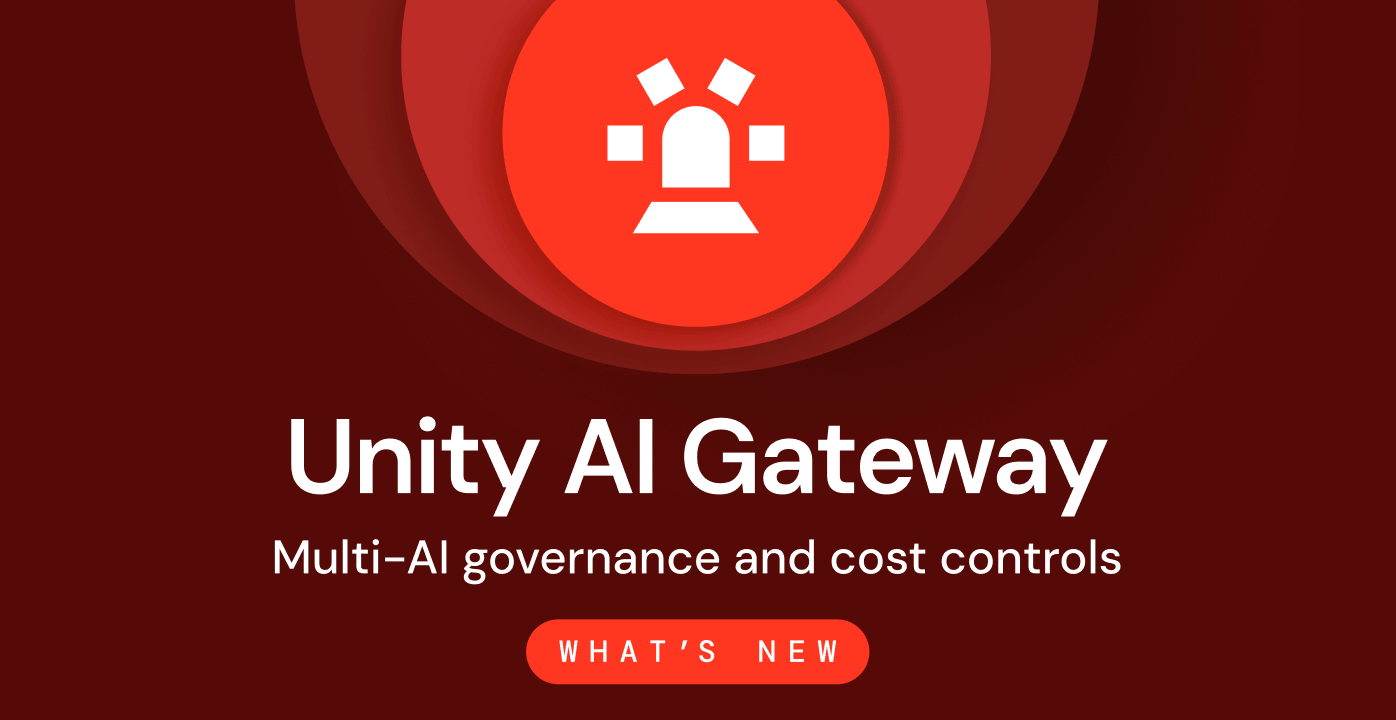 Unity AI Gateway
Multi-AI governance and cost controls
WHAT'S NEW